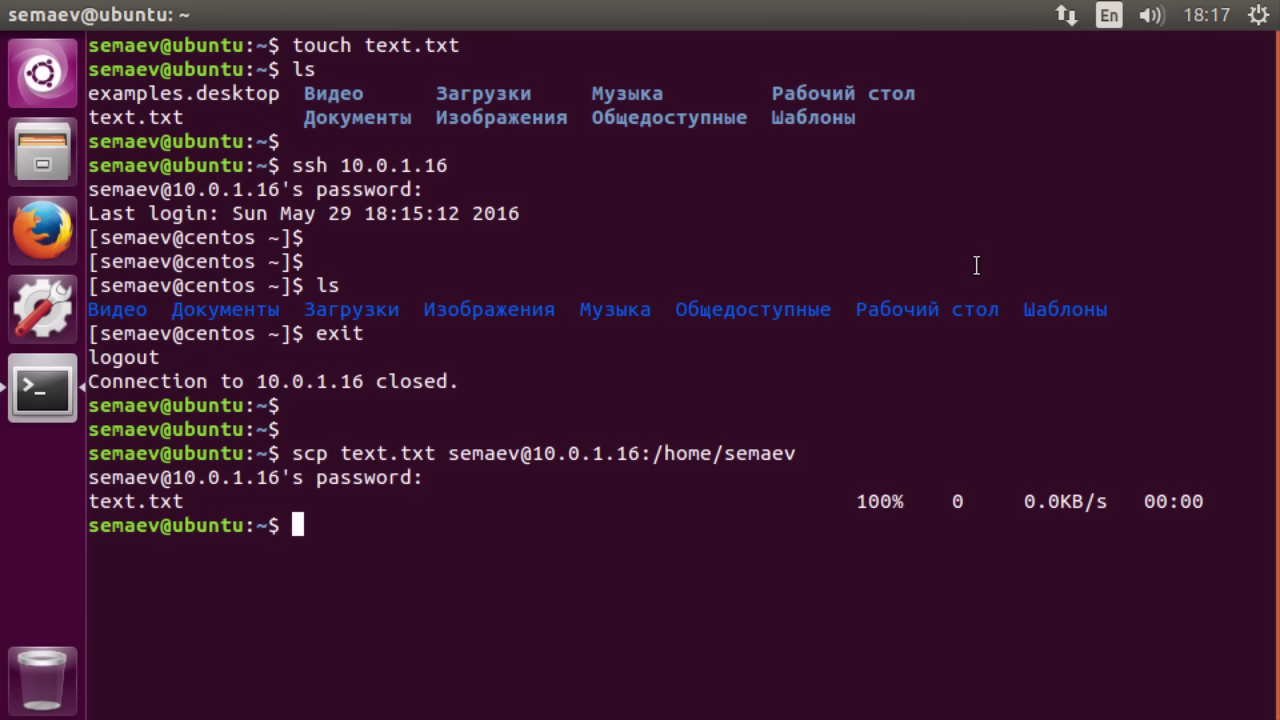 semaev@ubuntu: ~ En 18:17
semaev@ubuntu:~$ touch text.txt
semaev@ubuntu:~$ ls
examples.desktop Видео Загрузки Музыка Рабочий стол
text.txt Документы Изображения Общедоступные Шаблоны
semaev@ubuntu:~$
semaev@ubuntu:~$ ssh 10.0.1.16
semaev@10.0.1.16's password:
Last login: Sun May 29 18:15:12 2016
[semaev@centos ~]$
[semaev@centos ~]$
[semaev@centos ~]$ ls
Видео Документы Загрузки Изображения Музыка Общедоступные Рабочий стол Шаблоны
[semaev@centos ~]$ exit
logout
Connection to 10.0.1.16 closed.
semaev@ubuntu:~$
semaev@ubuntu:~$
semaev@ubuntu:~$ scp text.txt semaev@10.0.1.16:/home/semaev
semaev@10.0.1.16's password:
text.txt 100% 0 0.0KB/s 00:00
semaev@ubuntu:~$